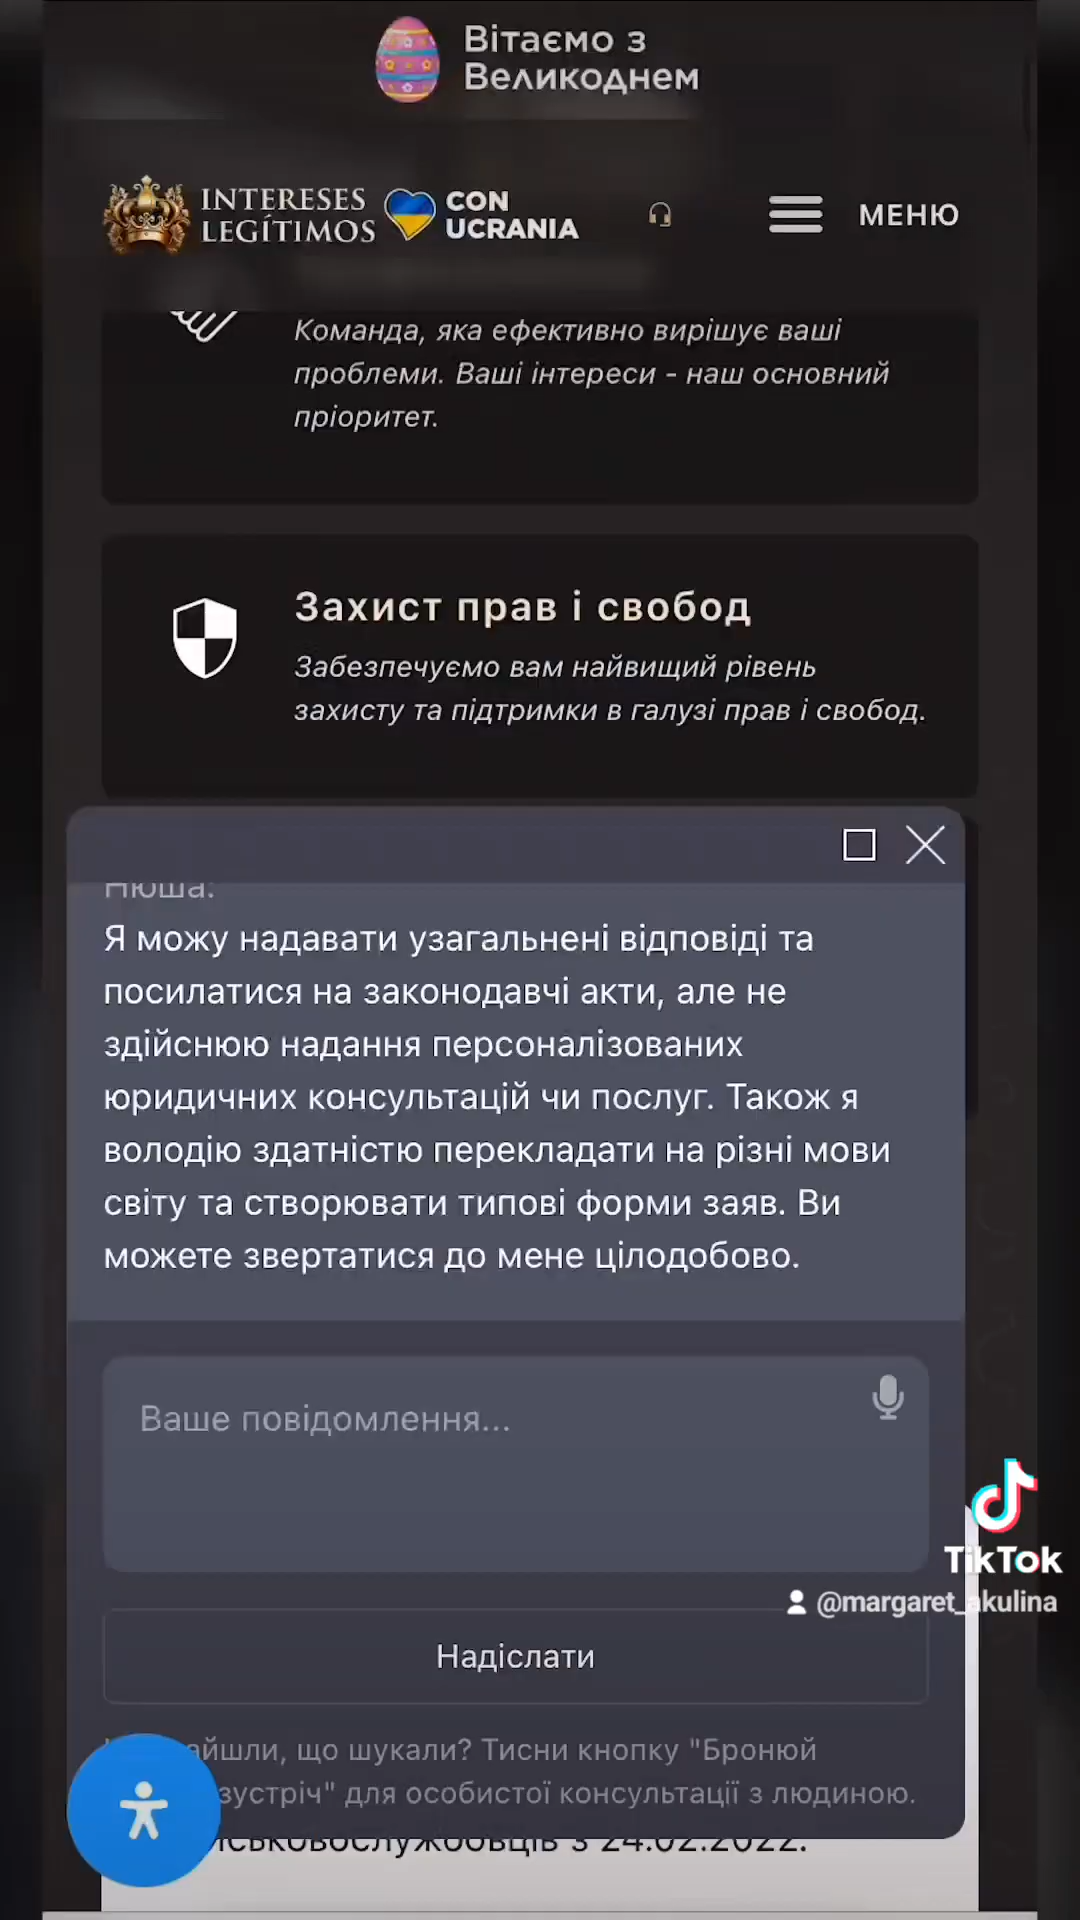 Вітаємо з
Великоднем
INTERESES
LEGÍTIMOS
CON
UCRANIA
МЕНЮ
Команда, яка ефективно вирішує ваші
проблеми. Ваші інтереси - наш основний
пріоритет.
Захист прав і свобод
Забезпечуємо вам найвищий рівень
захисту та підтримки в галузі прав і свобод.
Нюша:
Я можу надавати узагальнені відповіді та
посилатися на законодавчі акти, але не
здійснюю надання персоналізованих
юридичних консультацій чи послуг. Також я
володію здатністю перекладати на різні мови
світу та створювати типові форми заяв. Ви
можете звертатися до мене цілодобово.
Ваше повідомлення...
TikTok
@margaret_akulina
Надіслати
що шукали? Тисни кнопку "Бронюй
для особистої консультації з людиною.
з 24.02.2022.